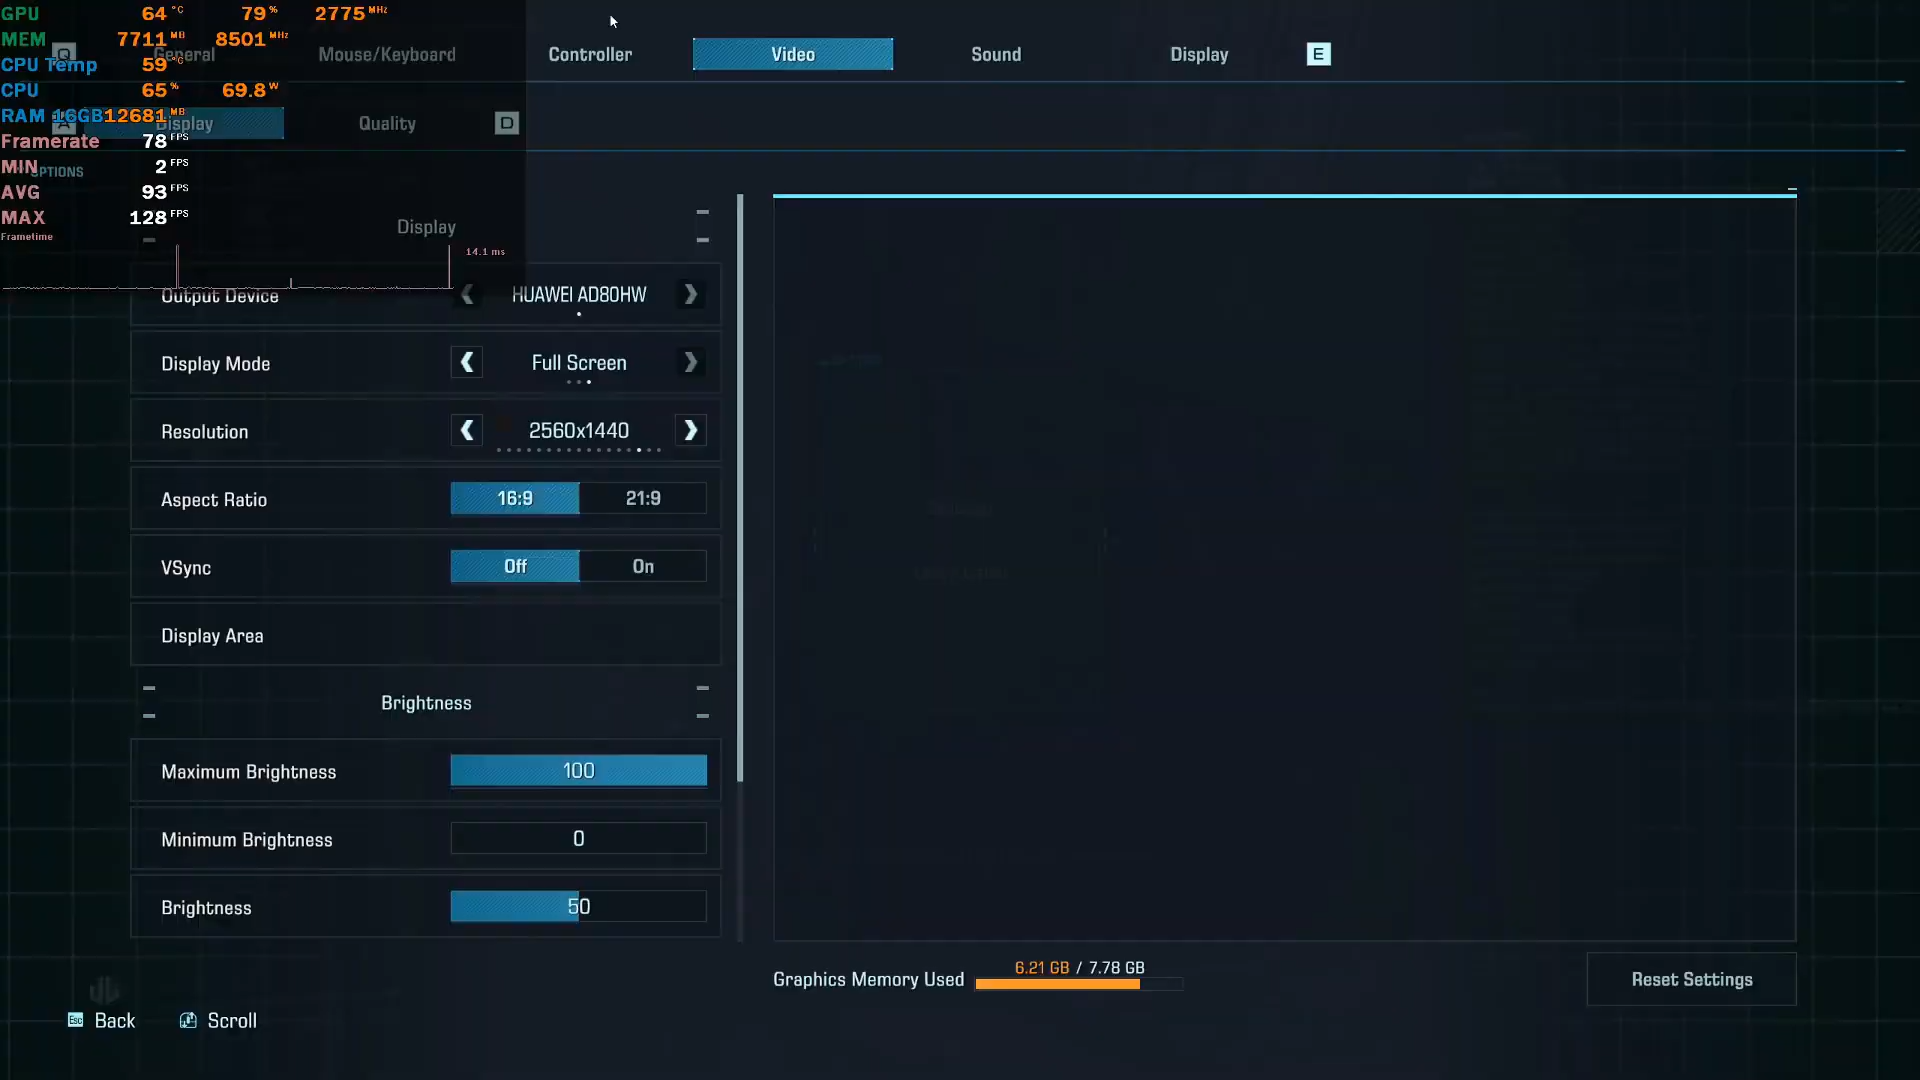 GPU 64 °C 79 % 2775 MHz
MEM 7711 MB 8501 MHz
CPU Temp 59 °C
CPU 65 % 69.8 W
RAM 16GB 12681 MB
Framerate 78 FPS
MIN 2 FPS
AVG 93 FPS
MAX 128 FPS
Frametime
14.1 ms
Q General Mouse/Keyboard Controller Video Sound Display E
A Display Quality D
OPTIONS
Display
Output Device HUAWEI AD80HW
Display Mode Full Screen
Resolution 2560x1440
Aspect Ratio 16:9 21:9
VSync Off On
Display Area
Brightness
Maximum Brightness 100
Minimum Brightness 0
Brightness 50
Graphics Memory Used 6.21 GB / 7.78 GB
Reset Settings
Esc Back Scroll